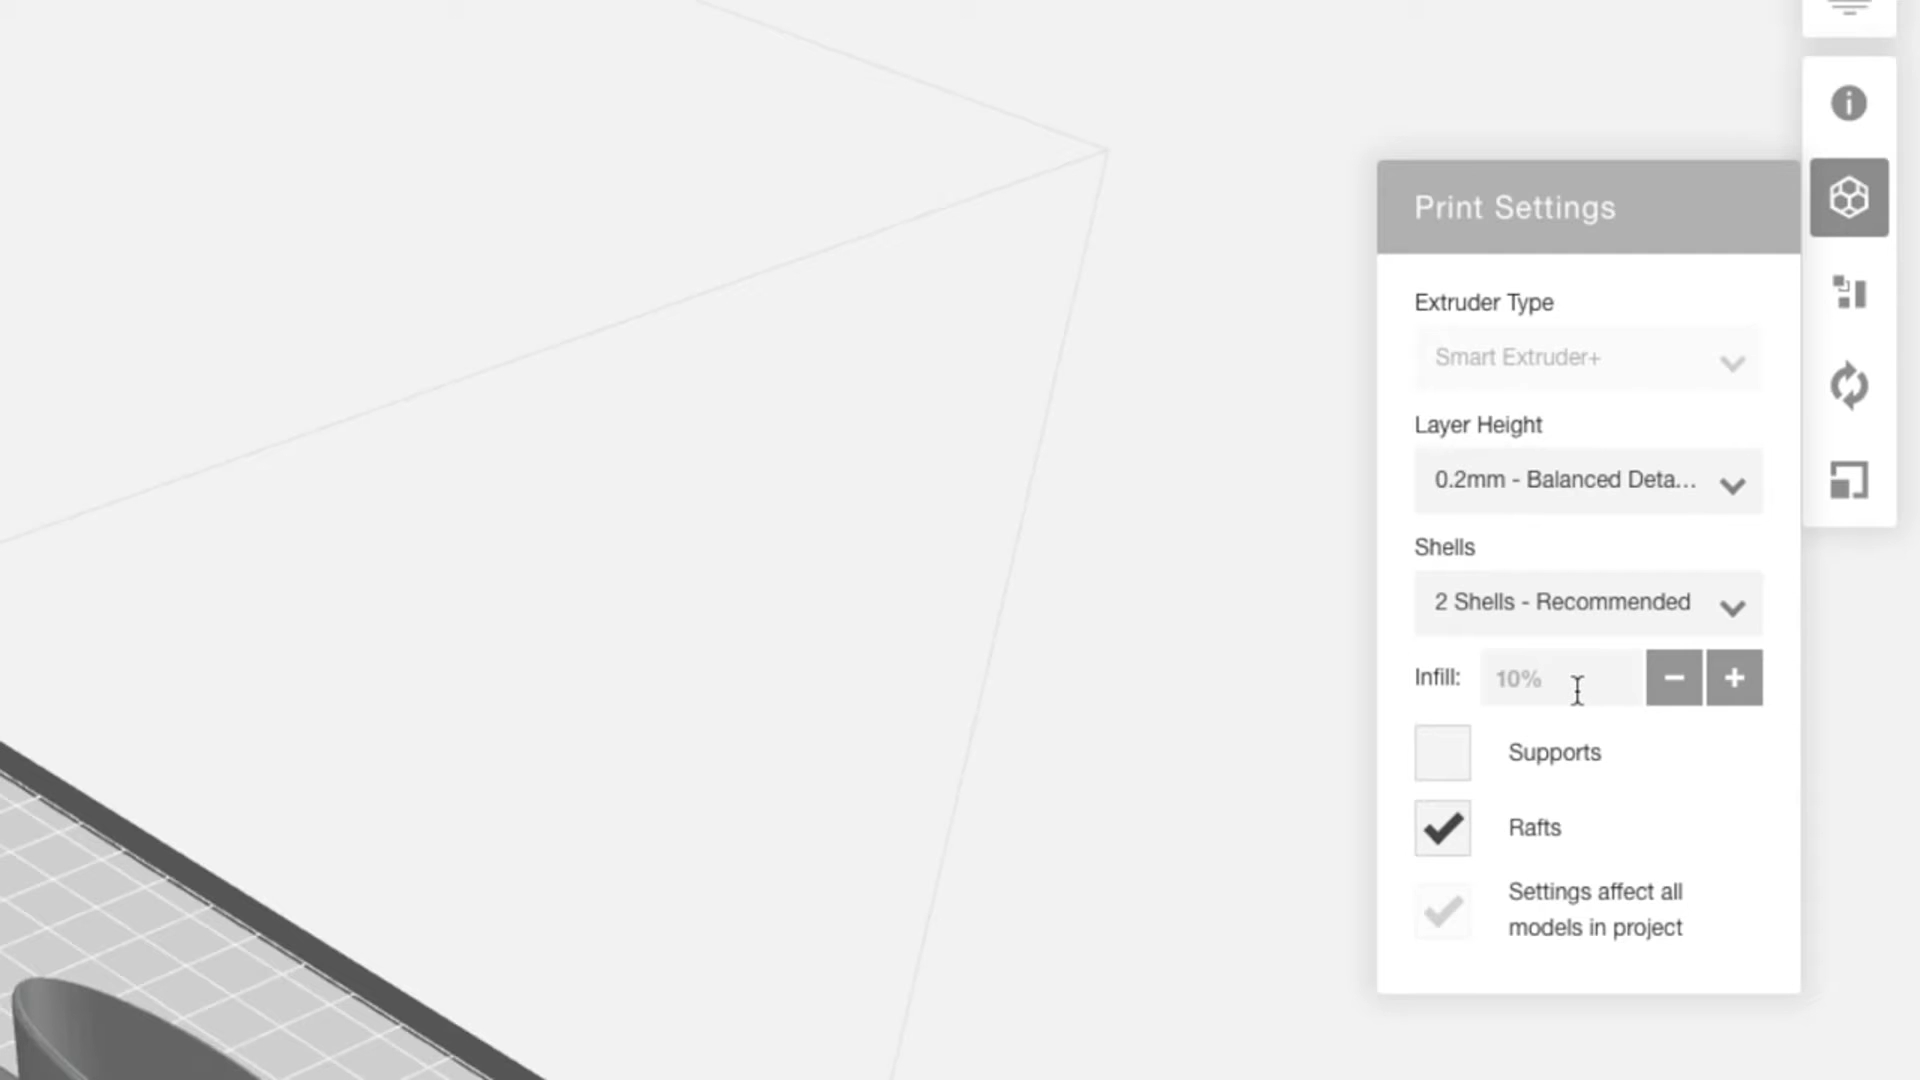 Print Settings
Extruder Type
Smart Extruder+
Layer Height
0.2mm - Balanced Deta...
Shells
2 Shells - Recommended
Infill: 10%
Supports
Rafts
Settings affect all
models in project